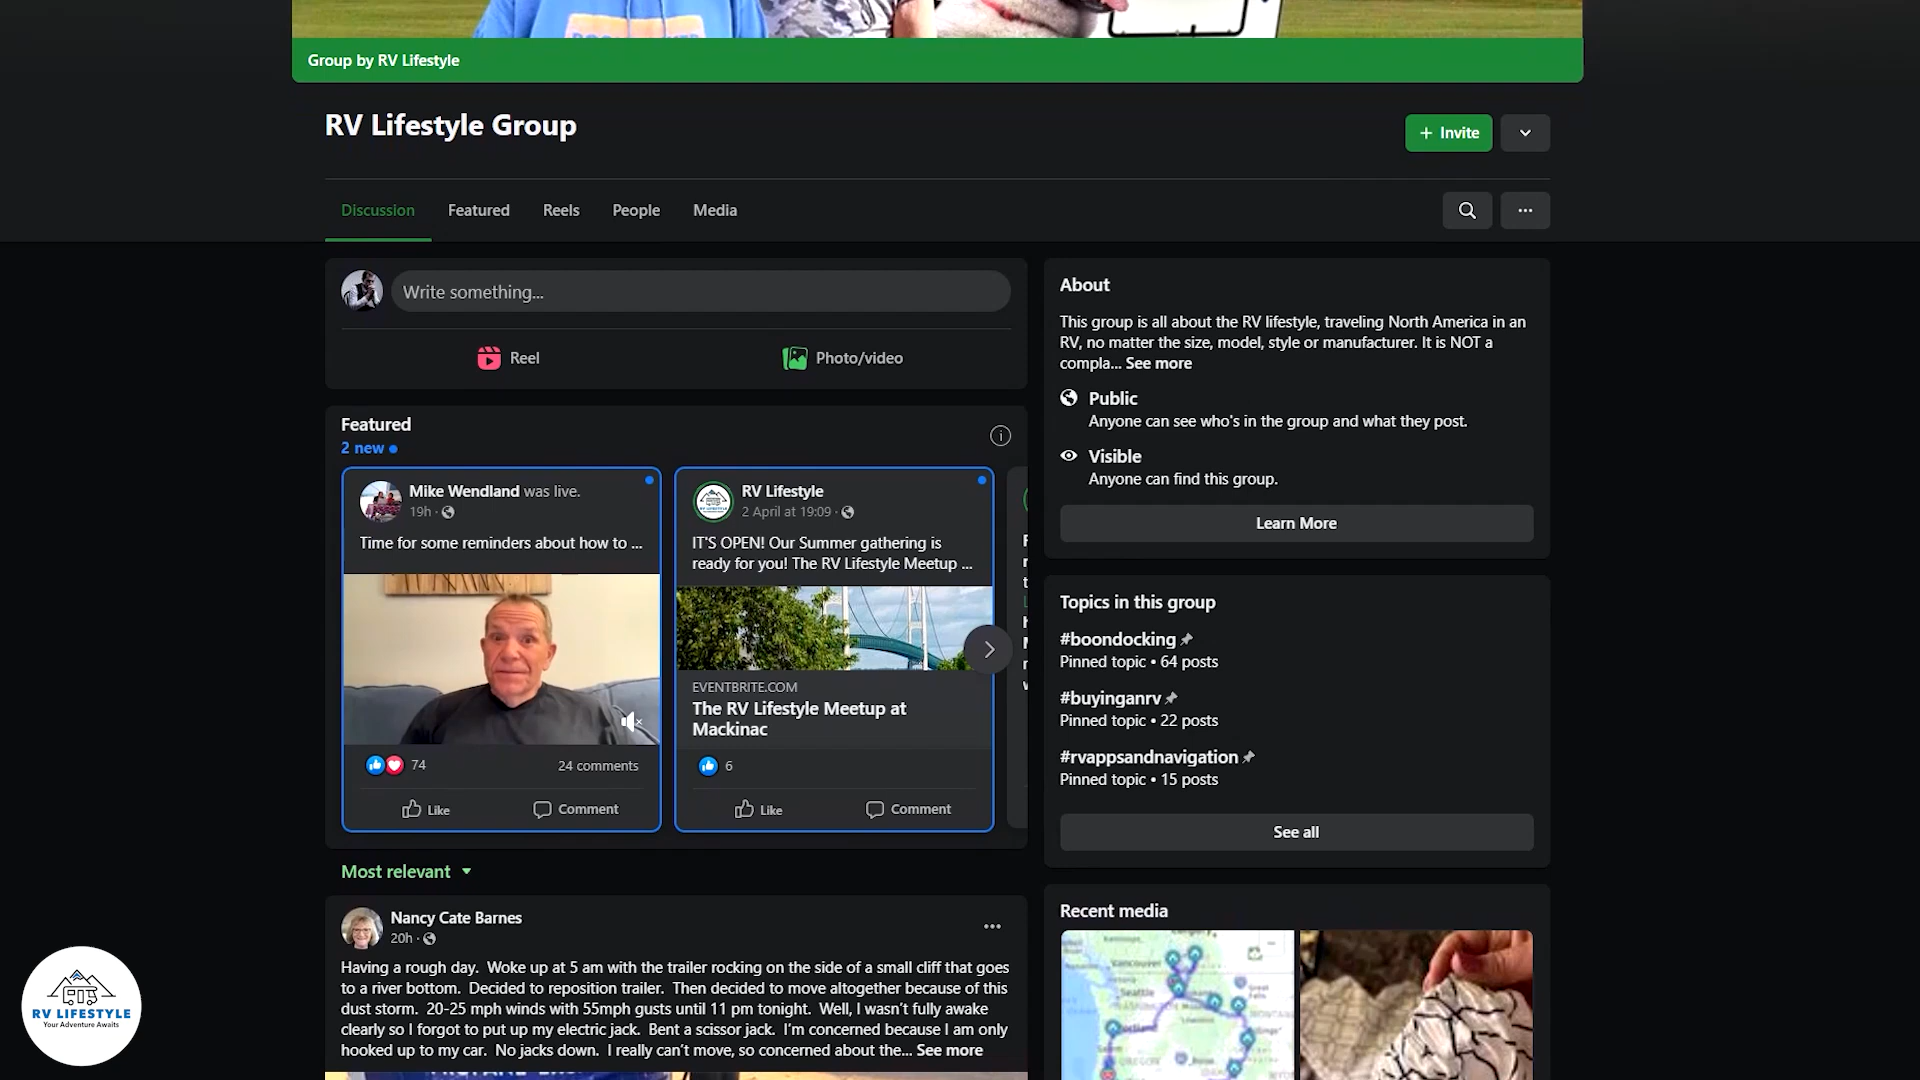 Group by RV Lifestyle
RV Lifestyle Group
+ Invite
Discussion
Featured
Reels
People
Media
Write something...
Reel
Photo/video
Featured
2 new
Mike Wendland was live.
19h ·
Time for some reminders about how to ...
74
24 comments
Like
Comment
RV Lifestyle
2 April at 19:09 ·
IT'S OPEN! Our Summer gathering is
ready for you! The RV Lifestyle Meetup ...
EVENTBRITE.COM
The RV Lifestyle Meetup at
Mackinac
6
Like
Comment
Most relevant
Nancy Cate Barnes
20h ·
Having a rough day. Woke up at 5 am with the trailer rocking on the side of a small cliff that goes
to a river bottom. Decided to reposition trailer. Then decided to move altogether because of this
dust storm. 20-25 mph winds with 55mph gusts until 11 pm tonight. Well, I wasn't fully awake
clearly so I forgot to put up my electric jack. Bent a scissor jack. I'm concerned because I am only
hooked up to my car. No jacks down. I really can't move, so concerned about the... See more
About
This group is all about the RV lifestyle, traveling North America in an
RV, no matter the size, model, style or manufacturer. It is NOT a
compla... See more
Public
Anyone can see who's in the group and what they post.
Visible
Anyone can find this group.
Learn More
Topics in this group
#boondocking
Pinned topic • 64 posts
#buyinganrv
Pinned topic • 22 posts
#rvappsandnavigation
Pinned topic • 15 posts
See all
Recent media
Vancouver
Seattle
RV LIFESTYLE
Your Adventure Awaits